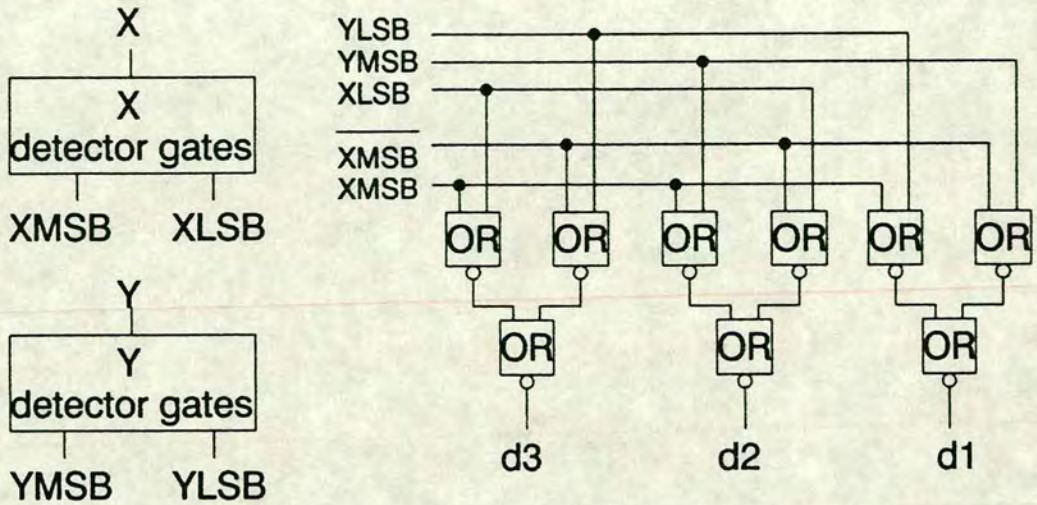 X
X
detector gates
XMSB XLSB
Y
Y
detector gates
YMSB YLSB
YLSB
YMSB
XLSB
X̅M̅S̅B̅
XMSB
OR OR OR OR OR OR
OR OR OR
d3 d2 d1